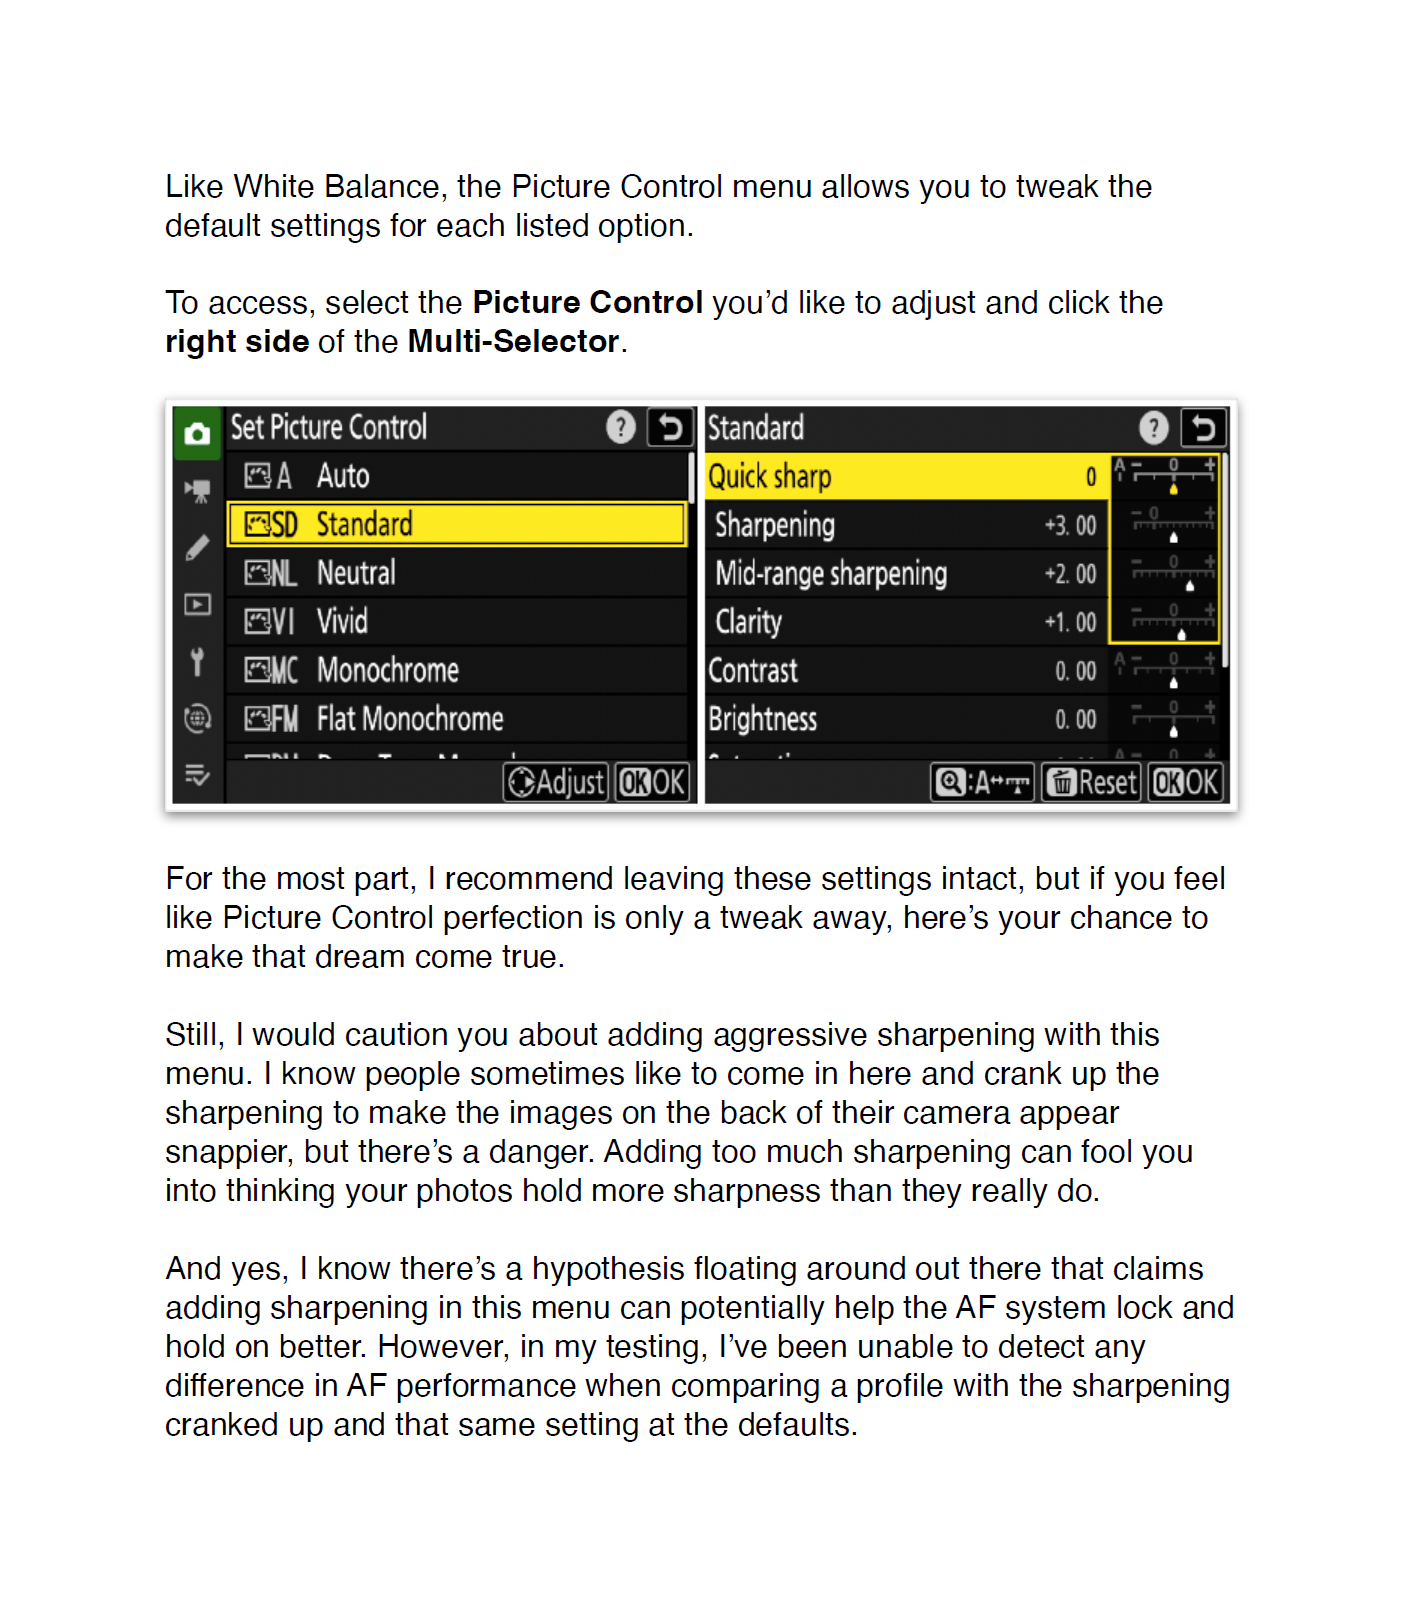 Like White Balance, the Picture Control menu allows you to tweak the
default settings for each listed option.
To access, select the Picture Control you’d like to adjust and click the
right side of the Multi-Selector.
Set Picture Control ?
A Auto
SD Standard
NL Neutral
VI Vivid
MC Monochrome
FM Flat Monochrome
Adjust OK OK
Standard ?
Quick sharp 0 A − 0 +
Sharpening +3.00 − 0 +
Mid-range sharpening +2.00 − 0 +
Clarity +1.00 − 0 +
Contrast 0.00 A − 0 +
Brightness 0.00 − 0 +
:A Reset OK OK
For the most part, I recommend leaving these settings intact, but if you feel
like Picture Control perfection is only a tweak away, here’s your chance to
make that dream come true.
Still, I would caution you about adding aggressive sharpening with this
menu. I know people sometimes like to come in here and crank up the
sharpening to make the images on the back of their camera appear
snappier, but there’s a danger. Adding too much sharpening can fool you
into thinking your photos hold more sharpness than they really do.
And yes, I know there’s a hypothesis floating around out there that claims
adding sharpening in this menu can potentially help the AF system lock and
hold on better. However, in my testing, I’ve been unable to detect any
difference in AF performance when comparing a profile with the sharpening
cranked up and that same setting at the defaults.